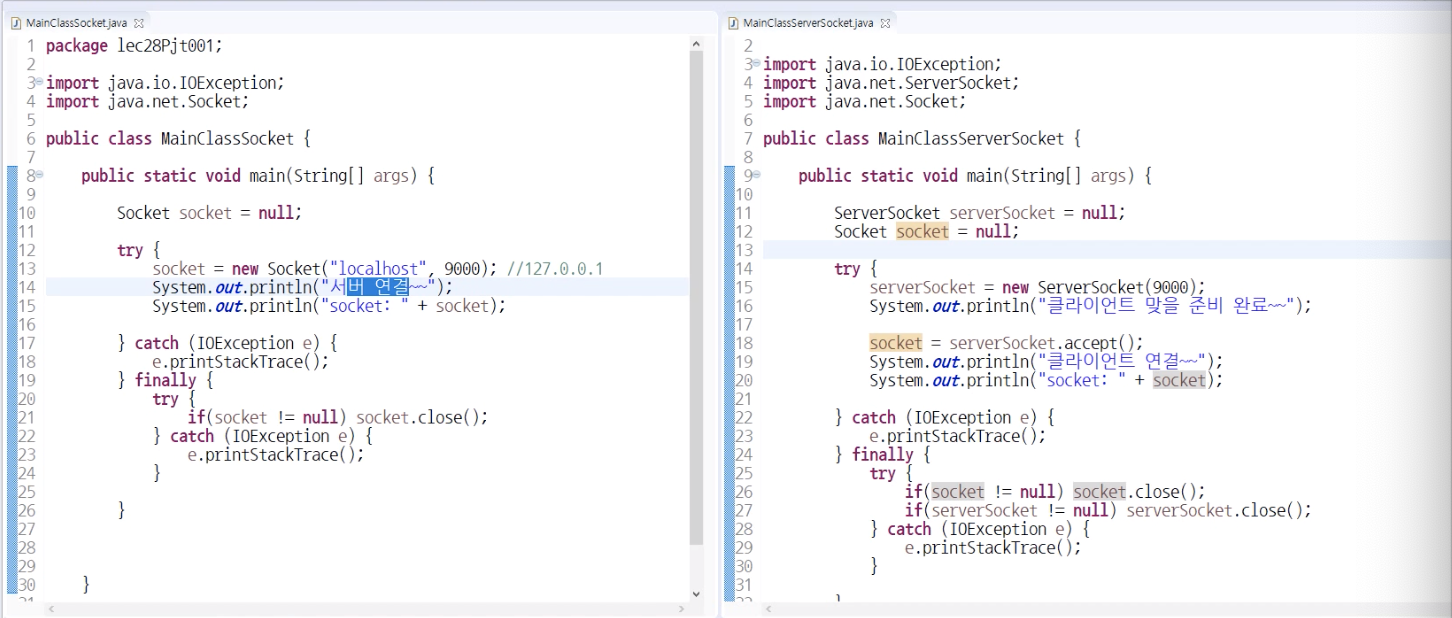 MainClassSocket.java
1 package lec28Pjt001;
2
3 import java.io.IOException;
4 import java.net.Socket;
5
6 public class MainClassSocket {
7
8 public static void main(String[] args) {
9
10 Socket socket = null;
11
12 try {
13 socket = new Socket("localhost", 9000); //127.0.0.1
14 System.out.println("서버 연결~~");
15 System.out.println("socket: " + socket);
16
17 } catch (IOException e) {
18 e.printStackTrace();
19 } finally {
20 try {
21 if(socket != null) socket.close();
22 } catch (IOException e) {
23 e.printStackTrace();
24 }
25
26 }
27
28
29
30 }
MainClassServerSocket.java
2
3 import java.io.IOException;
4 import java.net.ServerSocket;
5 import java.net.Socket;
6
7 public class MainClassServerSocket {
8
9 public static void main(String[] args) {
10
11 ServerSocket serverSocket = null;
12 Socket socket = null;
13
14 try {
15 serverSocket = new ServerSocket(9000);
16 System.out.println("클라이언트 맞을 준비 완료~~");
17
18 socket = serverSocket.accept();
19 System.out.println("클라이언트 연결~~");
20 System.out.println("socket: " + socket);
21
22 } catch (IOException e) {
23 e.printStackTrace();
24 } finally {
25 try {
26 if(socket != null) socket.close();
27 if(serverSocket != null) serverSocket.close();
28 } catch (IOException e) {
29 e.printStackTrace();
30 }
31